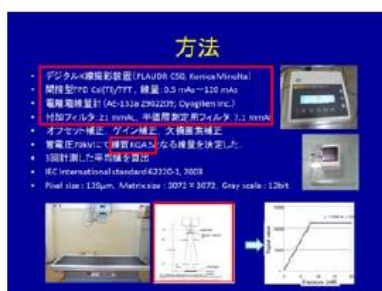 方法
• デジタルX線撮影装置(PLAUDR C50, Konica Minolta)
• 間接型FPD CsI(Tl)/TFT, 線量: 0.5 mAs~120 mAs
• 電離箱線量計 (AE-132a 2902209; Oyogiken Inc.)
• 付加フィルタ: 21 mmAL, 半価層測定用フィルタ 7.1 mmAl
• オフセット補正、ゲイン補正、欠損画素補正
• 管電圧70kVにて線質RQA 5となる線量を決定した.
• 3回計測した平均値を算出
• IEC International standard 62220-1, 2003
• Pixel size : 139μm, Matrix size : 3072 × 3072, Gray scale : 12bit
Digital value
Exposure (mR)